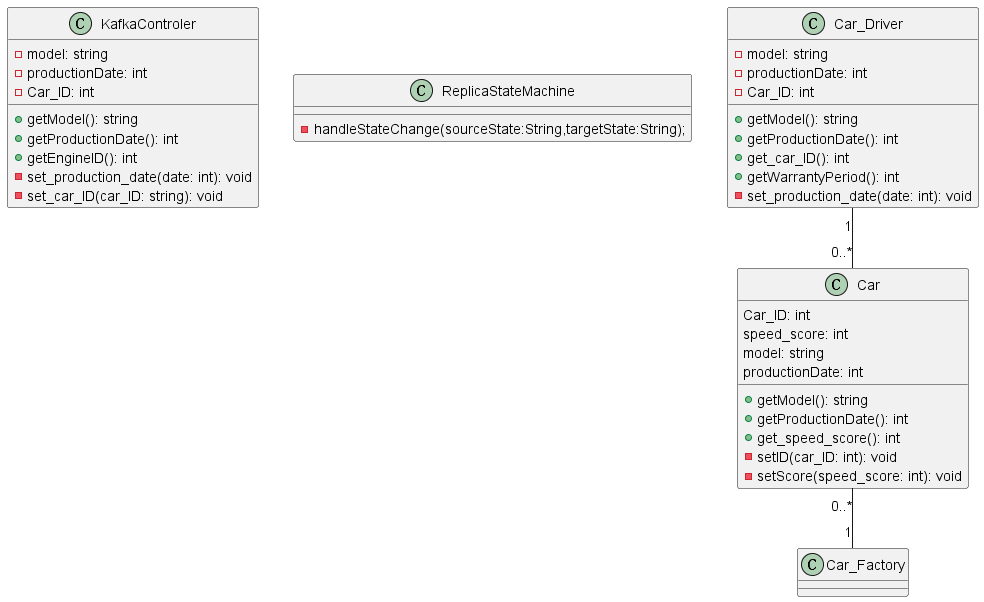 C KafkaControler
model: string
productionDate: int
Car_ID: int
getModel(): string
getProductionDate(): int
getEngineID(): int
set_production_date(date: int): void
set_car_ID(car_ID: string): void
C ReplicaStateMachine
handleStateChange(sourceState:String,targetState:String);
C Car_Driver
model: string
productionDate: int
Car_ID: int
getModel(): string
getProductionDate(): int
get_car_ID(): int
getWarrantyPeriod(): int
set_production_date(date: int): void
1
0..*
C Car
Car_ID: int
speed_score: int
model: string
productionDate: int
getModel(): string
getProductionDate(): int
get_speed_score(): int
setID(car_ID: int): void
setScore(speed_score: int): void
0..*
1
C Car_Factory